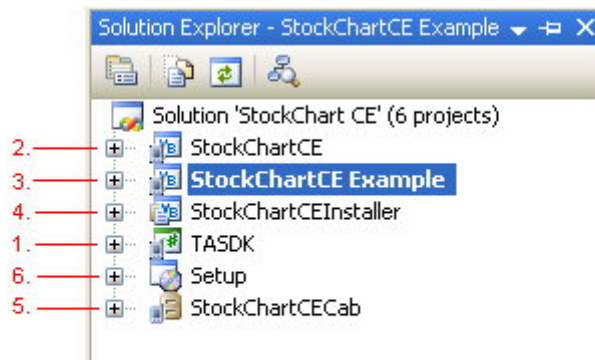 Solution Explorer - StockChartCE Example
Solution 'StockChart CE' (6 projects)
2. StockChartCE
3. StockChartCE Example
4. StockChartCEInstaller
1. TASDK
6. Setup
5. StockChartCECab